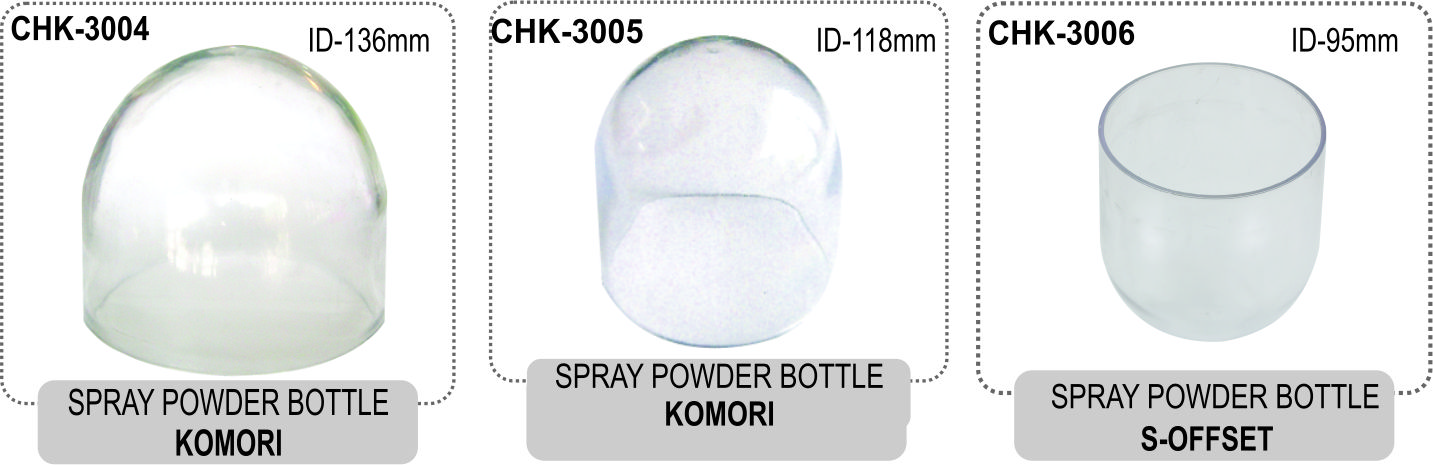 CHK-3004
ID-136mm
SPRAY POWDER BOTTLE
KOMORI
CHK-3005
ID-118mm
SPRAY POWDER BOTTLE
KOMORI
CHK-3006
ID-95mm
SPRAY POWDER BOTTLE
S-OFFSET